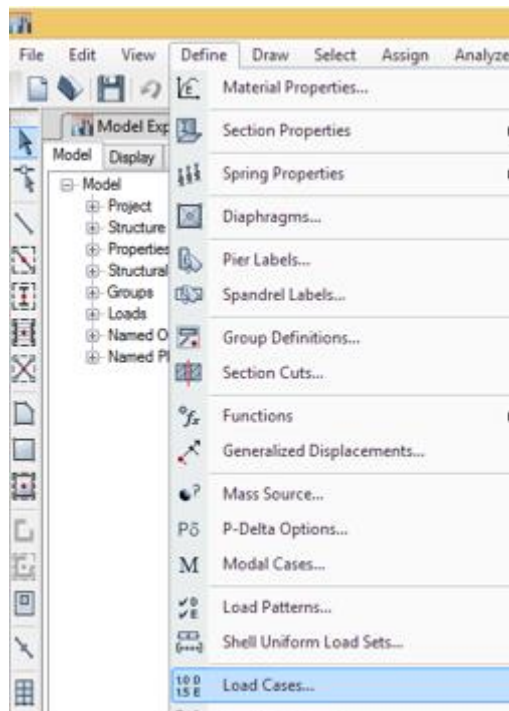 File Edit View Define Draw Select Assign Analyze
Model Exp
Model Display
Model
Project
Structure
Properties
Structural
Groups
Loads
Named O
Named Pl
Material Properties...
Section Properties
Spring Properties
Diaphragms...
Pier Labels...
Spandrel Labels...
Group Definitions...
Section Cuts...
Functions
Generalized Displacements...
Mass Source...
Pδ P-Delta Options...
M Modal Cases...
Load Patterns...
Shell Uniform Load Sets...
Load Cases...